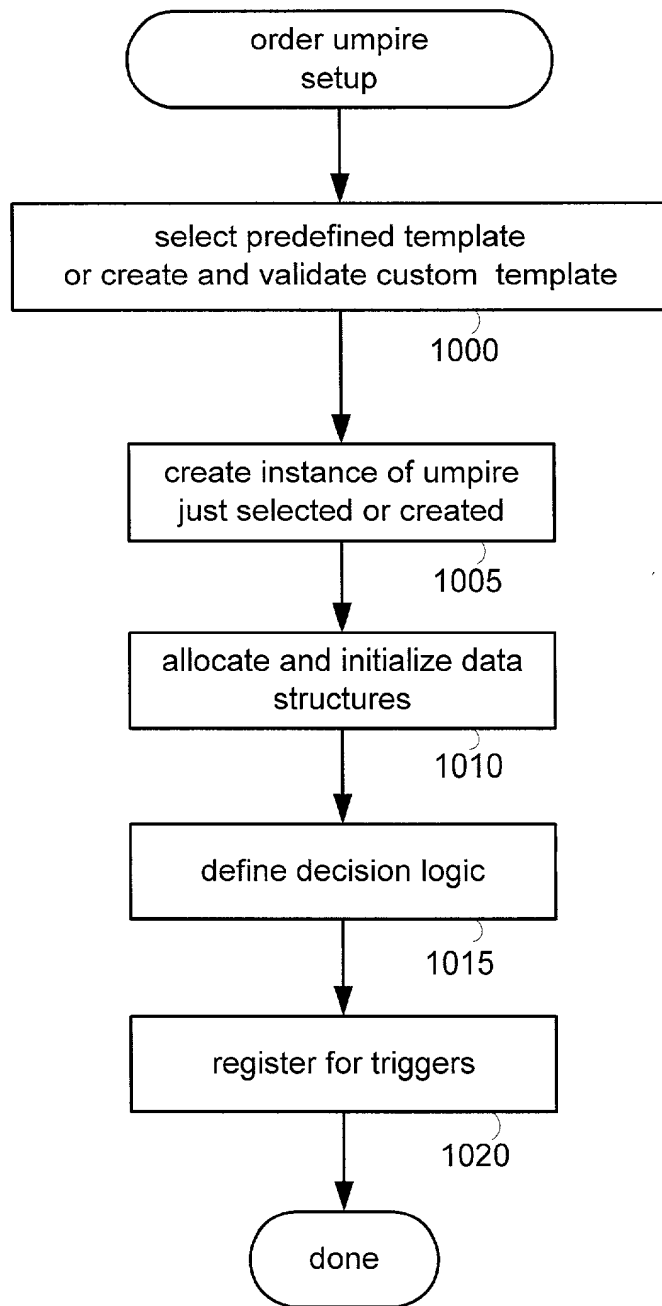 order umpire
setup
select predefined template
or create and validate custom template
1000
create instance of umpire
just selected or created
1005
allocate and initialize data
structures
1010
define decision logic
1015
register for triggers
1020
done